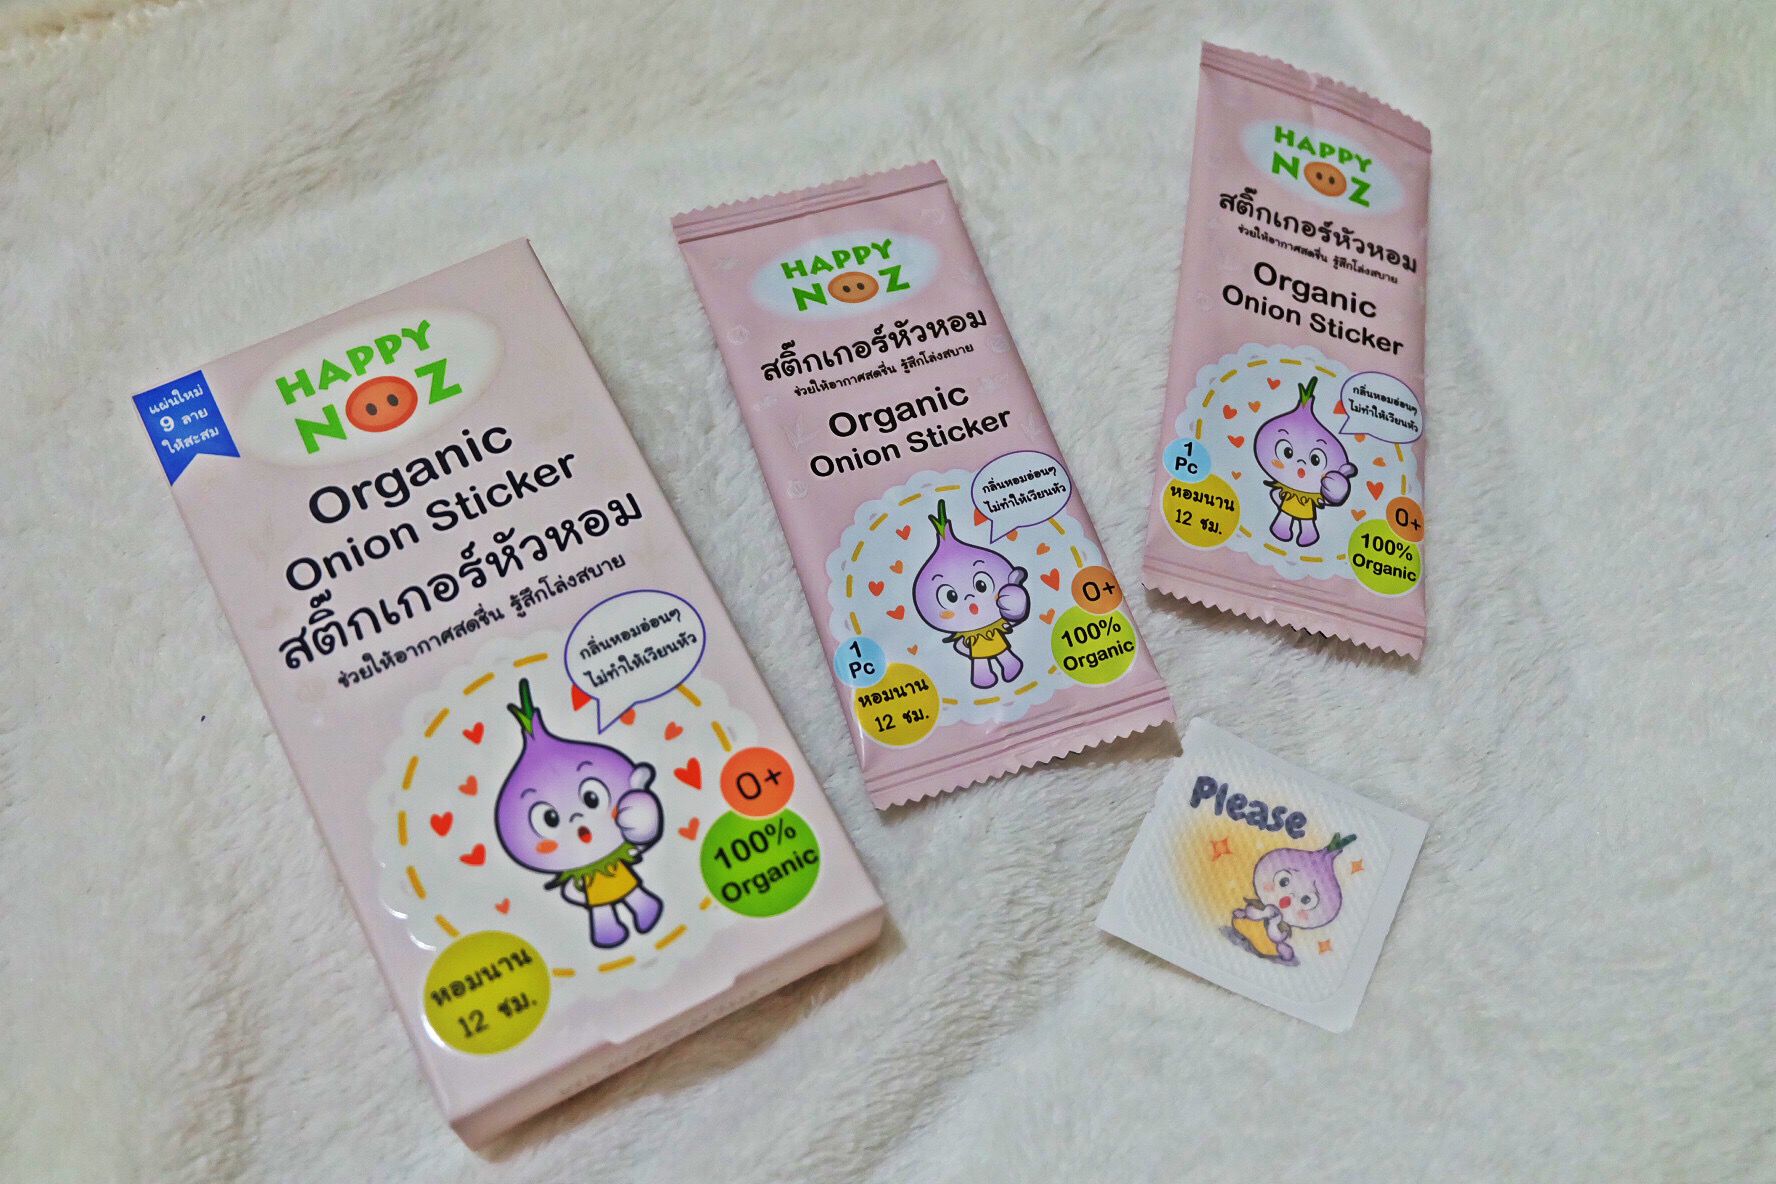 แผ่นใหม่
9 ลาย
ให้สะสม
HAPPY
NOZ
Organic
Onion Sticker
สติ๊กเกอร์หัวหอม
ช่วยให้อากาศสดชื่น รู้สึกโล่งสบาย
กลิ่นหอมอ่อนๆ
ไม่ทำให้เวียนหัว
0+
100%
Organic
หอมนาน
12 ชม.
HAPPY
NOZ
สติ๊กเกอร์หัวหอม
ช่วยให้อากาศสดชื่น รู้สึกโล่งสบาย
Organic
Onion Sticker
กลิ่นหอมอ่อนๆ
ไม่ทำให้เวียนหัว
0+
1
Pc
100%
Organic
หอมนาน
12 ชม.
HAPPY
NOZ
สติ๊กเกอร์หัวหอม
ช่วยให้อากาศสดชื่น รู้สึกโล่งสบาย
Organic
Onion Sticker
กลิ่นหอมอ่อนๆ
ไม่ทำให้เวียนหัว
1
Pc
หอมนาน
12 ชม.
0+
100%
Organic
Please